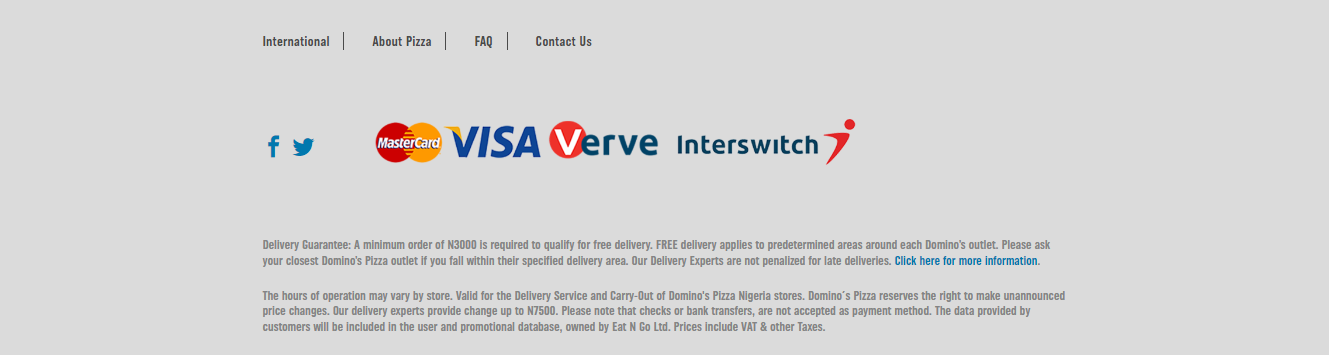 International
About Pizza
FAQ
Contact Us
MasterCard
VISA
Verve
Interswitch
Delivery Guarantee: A minimum order of N3000 is required to qualify for free delivery. FREE delivery applies to predetermined areas around each Domino's outlet. Please ask
your closest Domino's Pizza outlet if you fall within their specified delivery area. Our Delivery Experts are not penalized for late deliveries. Click here for more information.
The hours of operation may vary by store. Valid for the Delivery Service and Carry-Out of Domino's Pizza Nigeria stores. Domino´s Pizza reserves the right to make unannounced
price changes. Our delivery experts provide change up to N7500. Please note that checks or bank transfers, are not accepted as payment method. The data provided by
customers will be included in the user and promotional database, owned by Eat N Go Ltd. Prices include VAT & other Taxes.